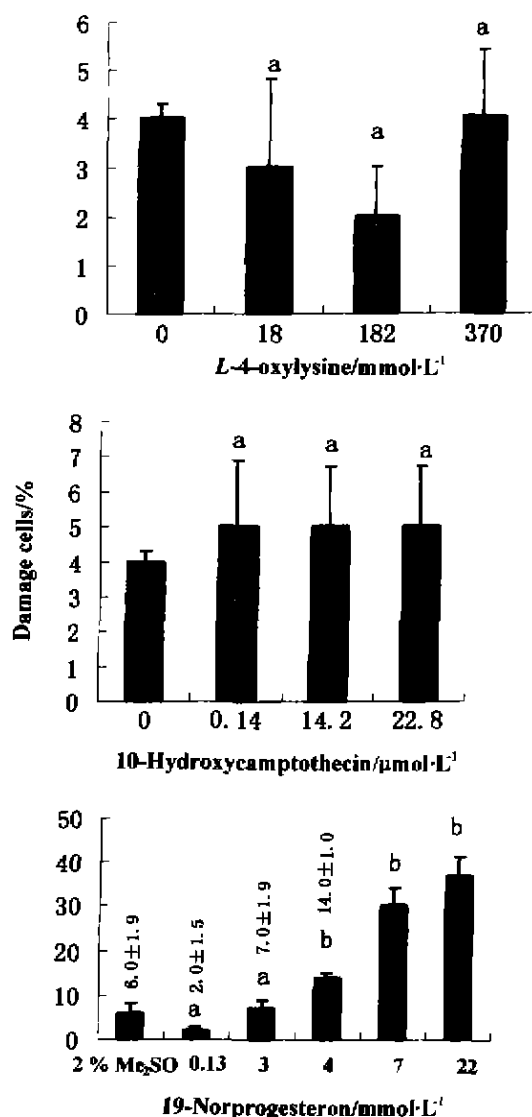 6
5
4
3
2
1
0
a
a
a
0 18 182 370
L-4-oxylysine/mmol·L⁻¹
Damage cells/%
8
7
6
5
4
3
2
1
0
a a a
0 0.14 14.2 22.8
10-Hydroxycamptothecin/μmol·L⁻¹
50
40
30
20
10
0
6.0±1.9
a 2.0±1.5
a 7.0±1.9
b 14.0±1.0
b
b
2 % Me₂SO 0.13 3 4 7 22
19-Norprogesteron/mmol·L⁻¹